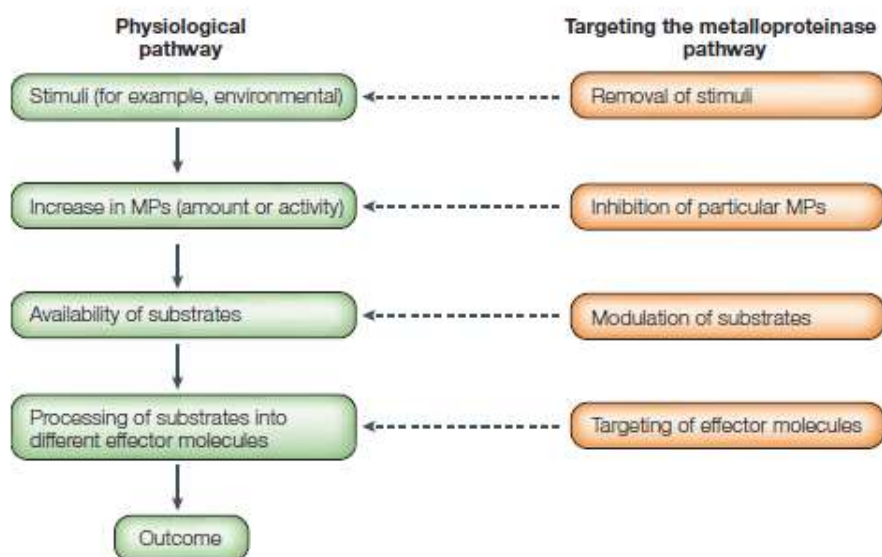 Physiological
pathway
Targeting the metalloproteinase
pathway
Stimuli (for example, environmental)
Removal of stimuli
Increase in MPs (amount or activity)
Inhibition of particular MPs
Availability of substrates
Modulation of substrates
Processing of substrates into
different effector molecules
Targeting of effector molecules
Outcome